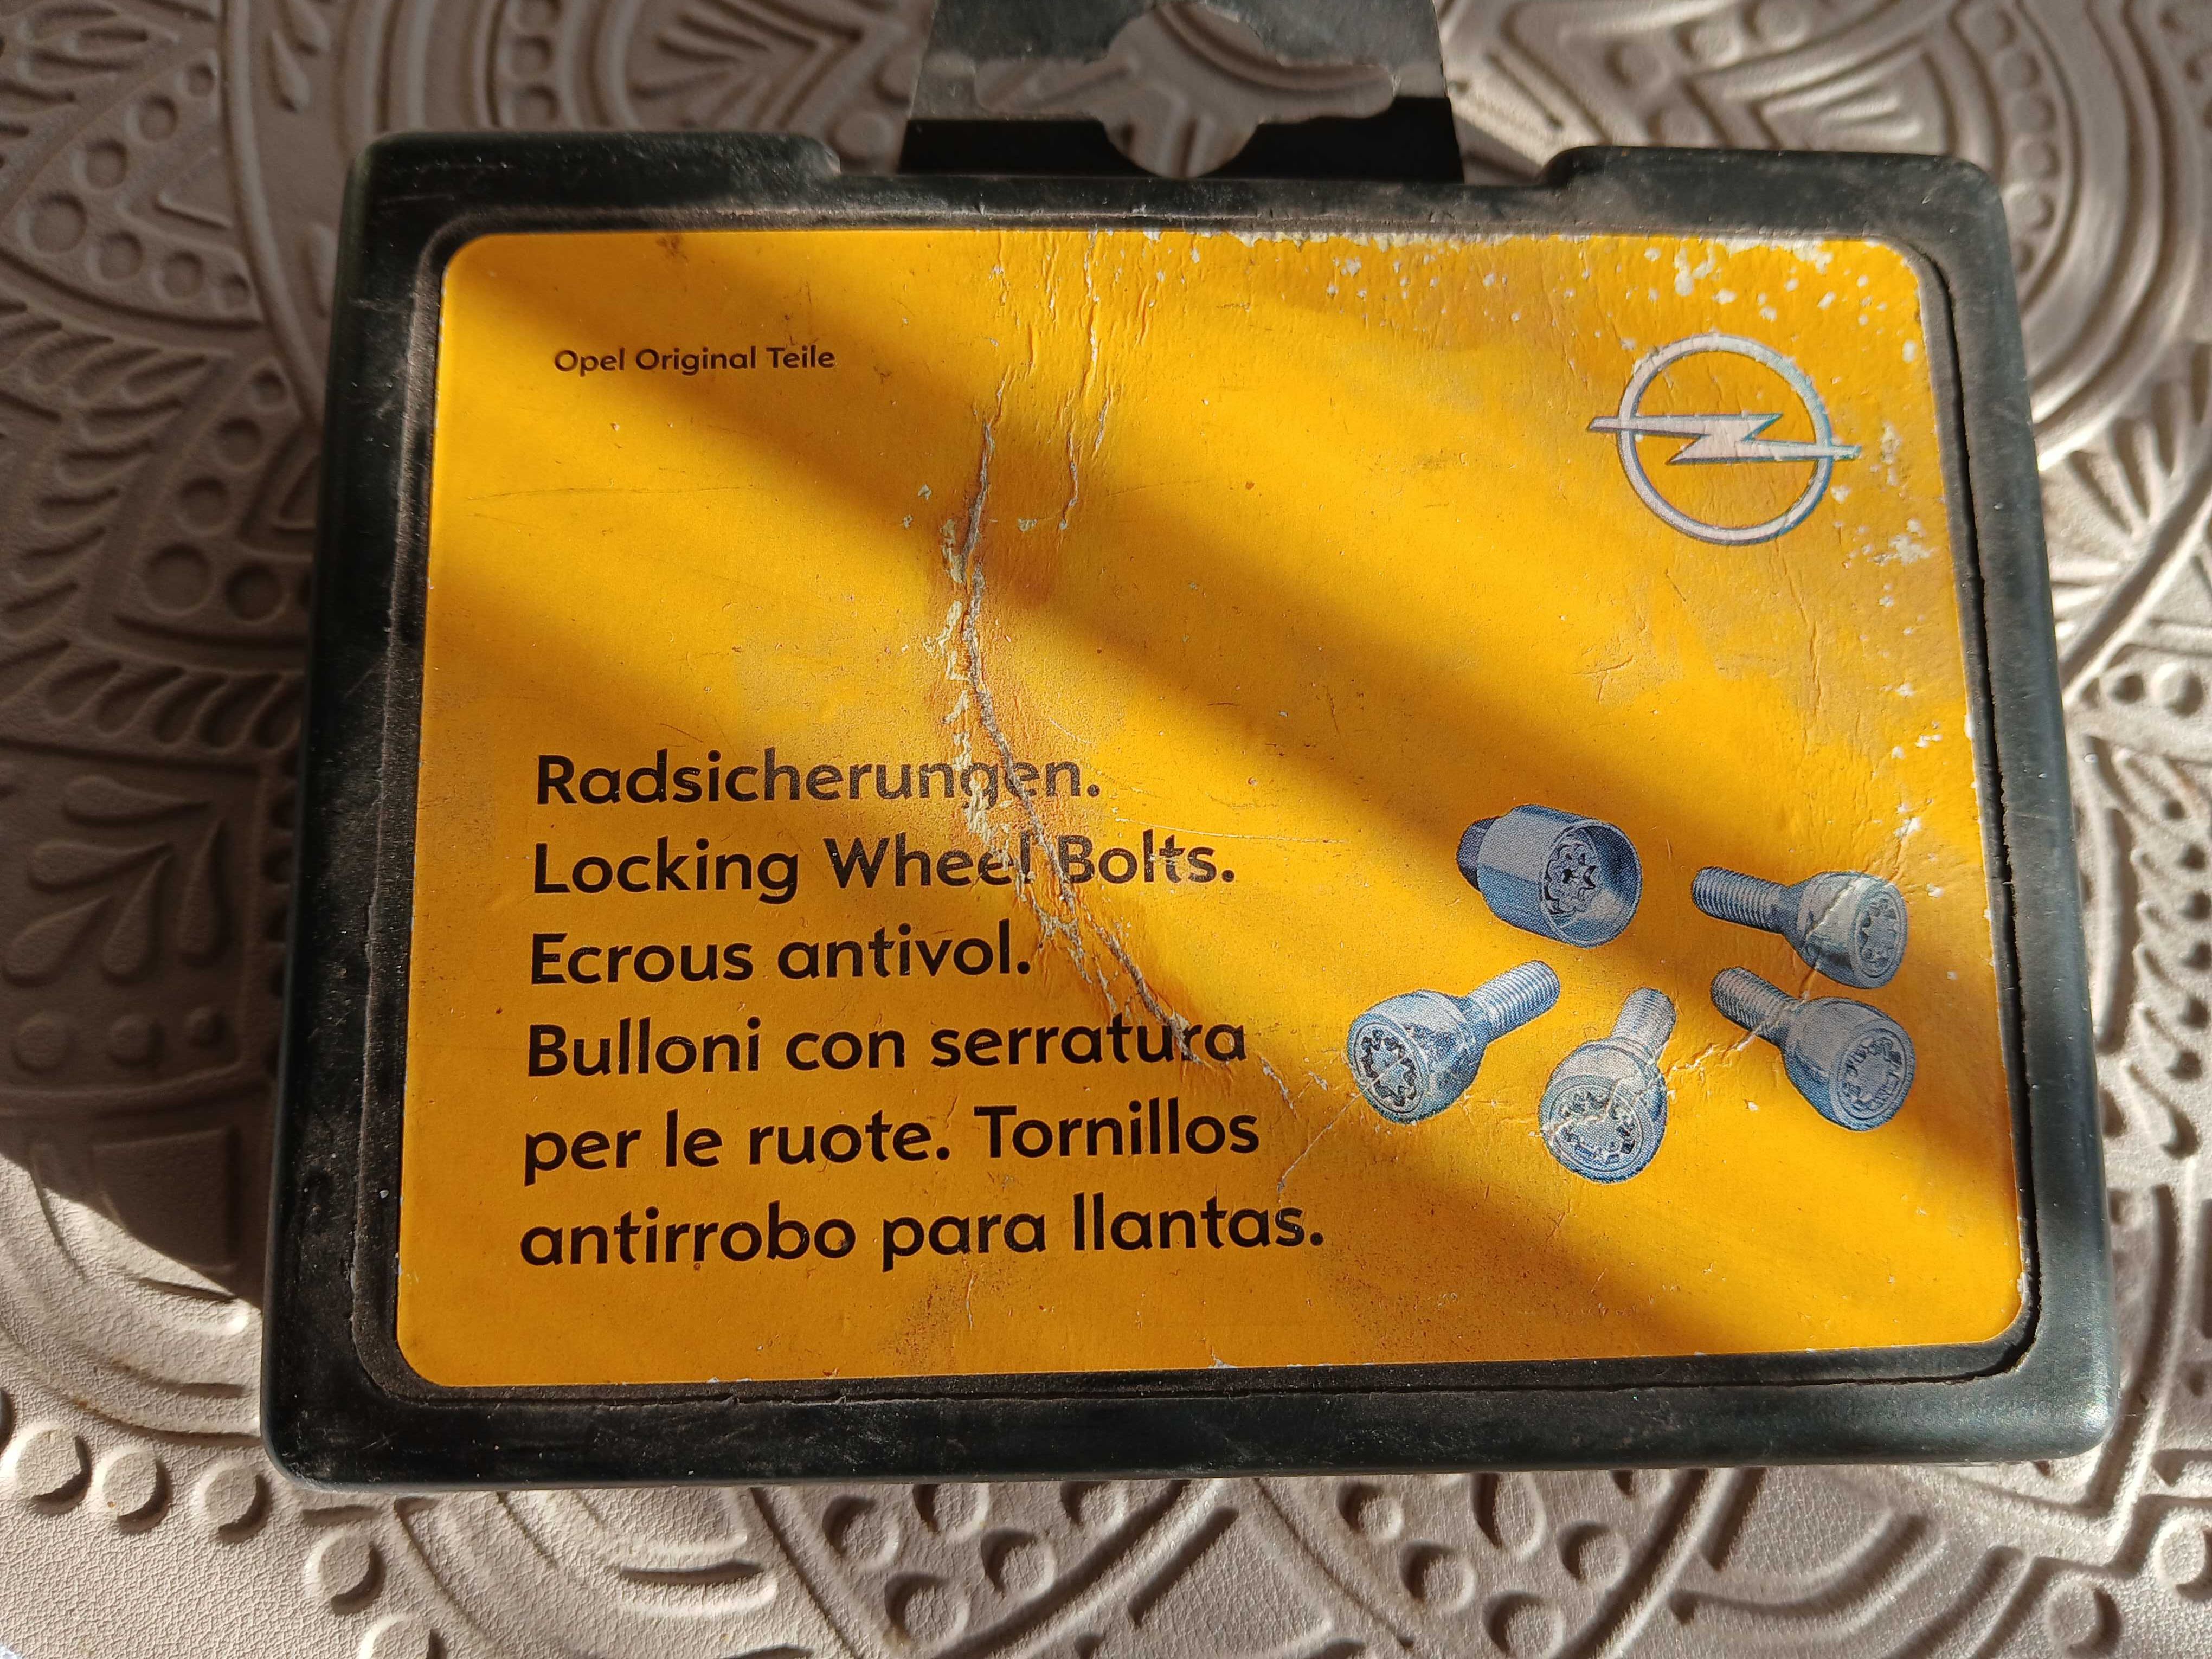 Opel Original Teile
Radsicherungen.
Locking Wheel Bolts.
Ecrous antivol.
Bulloni con serratura
per le ruote. Tornillos
antirrobo para llantas.